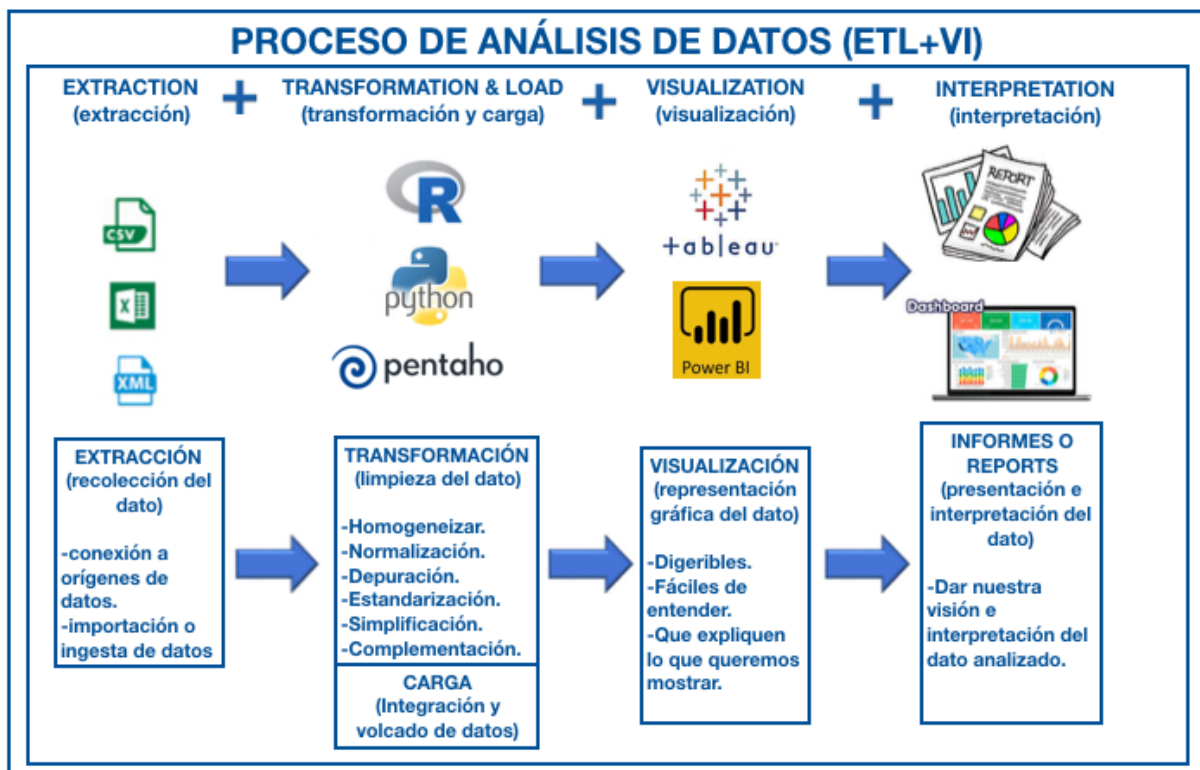 PROCESO DE ANÁLISIS DE DATOS (ETL+VI)
EXTRACTION
(extracción)
+
TRANSFORMATION & LOAD
(transformación y carga)
+
VISUALIZATION
(visualización)
+
INTERPRETATION
(interpretación)
CSV
X
XML
R
python
pentaho
+ableau
Power BI
REPORT
Dashboard
EXTRACCIÓN
(recolección del
dato)
-conexión a
orígenes de
datos.
-importación o
ingesta de datos
TRANSFORMACIÓN
(limpieza del dato)
-Homogeneizar.
-Normalización.
-Depuración.
-Estandarización.
-Simplificación.
-Complementación.
CARGA
(Integración y
volcado de datos)
VISUALIZACIÓN
(representación
gráfica del dato)
-Digeribles.
-Fáciles de
entender.
-Que expliquen
lo que queremos
mostrar.
INFORMES O
REPORTS
(presentación e
interpretación del
dato)
-Dar nuestra
visión e
interpretación del
dato analizado.